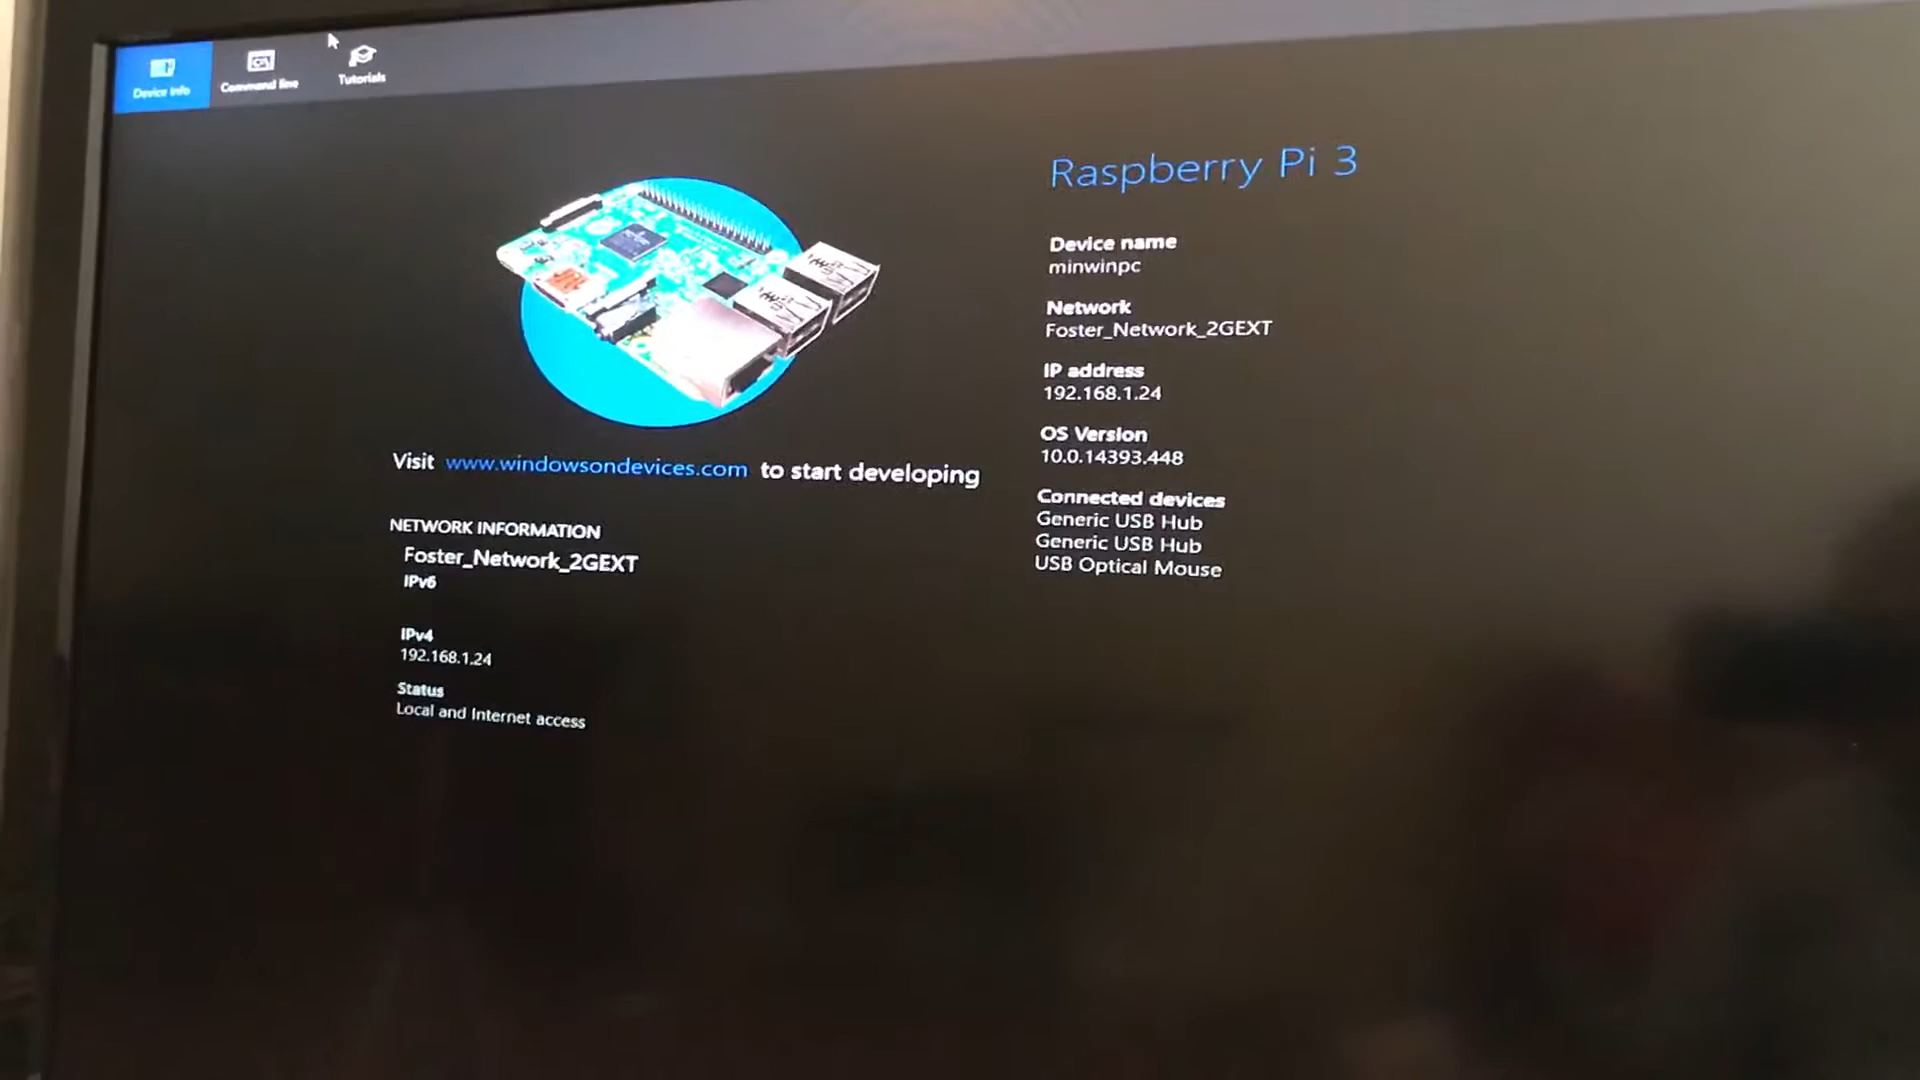 Device info
Command line
Tutorials
Raspberry Pi 3
Device name
minwinpc
Network
Foster_Network_2GEXT
IP address
192.168.1.24
OS Version
10.0.14393.448
Connected devices
Generic USB Hub
Generic USB Hub
USB Optical Mouse
Visit www.windowsondevices.com to start developing
NETWORK INFORMATION
Foster_Network_2GEXT
IPv6
IPv4
192.168.1.24
Status
Local and Internet access